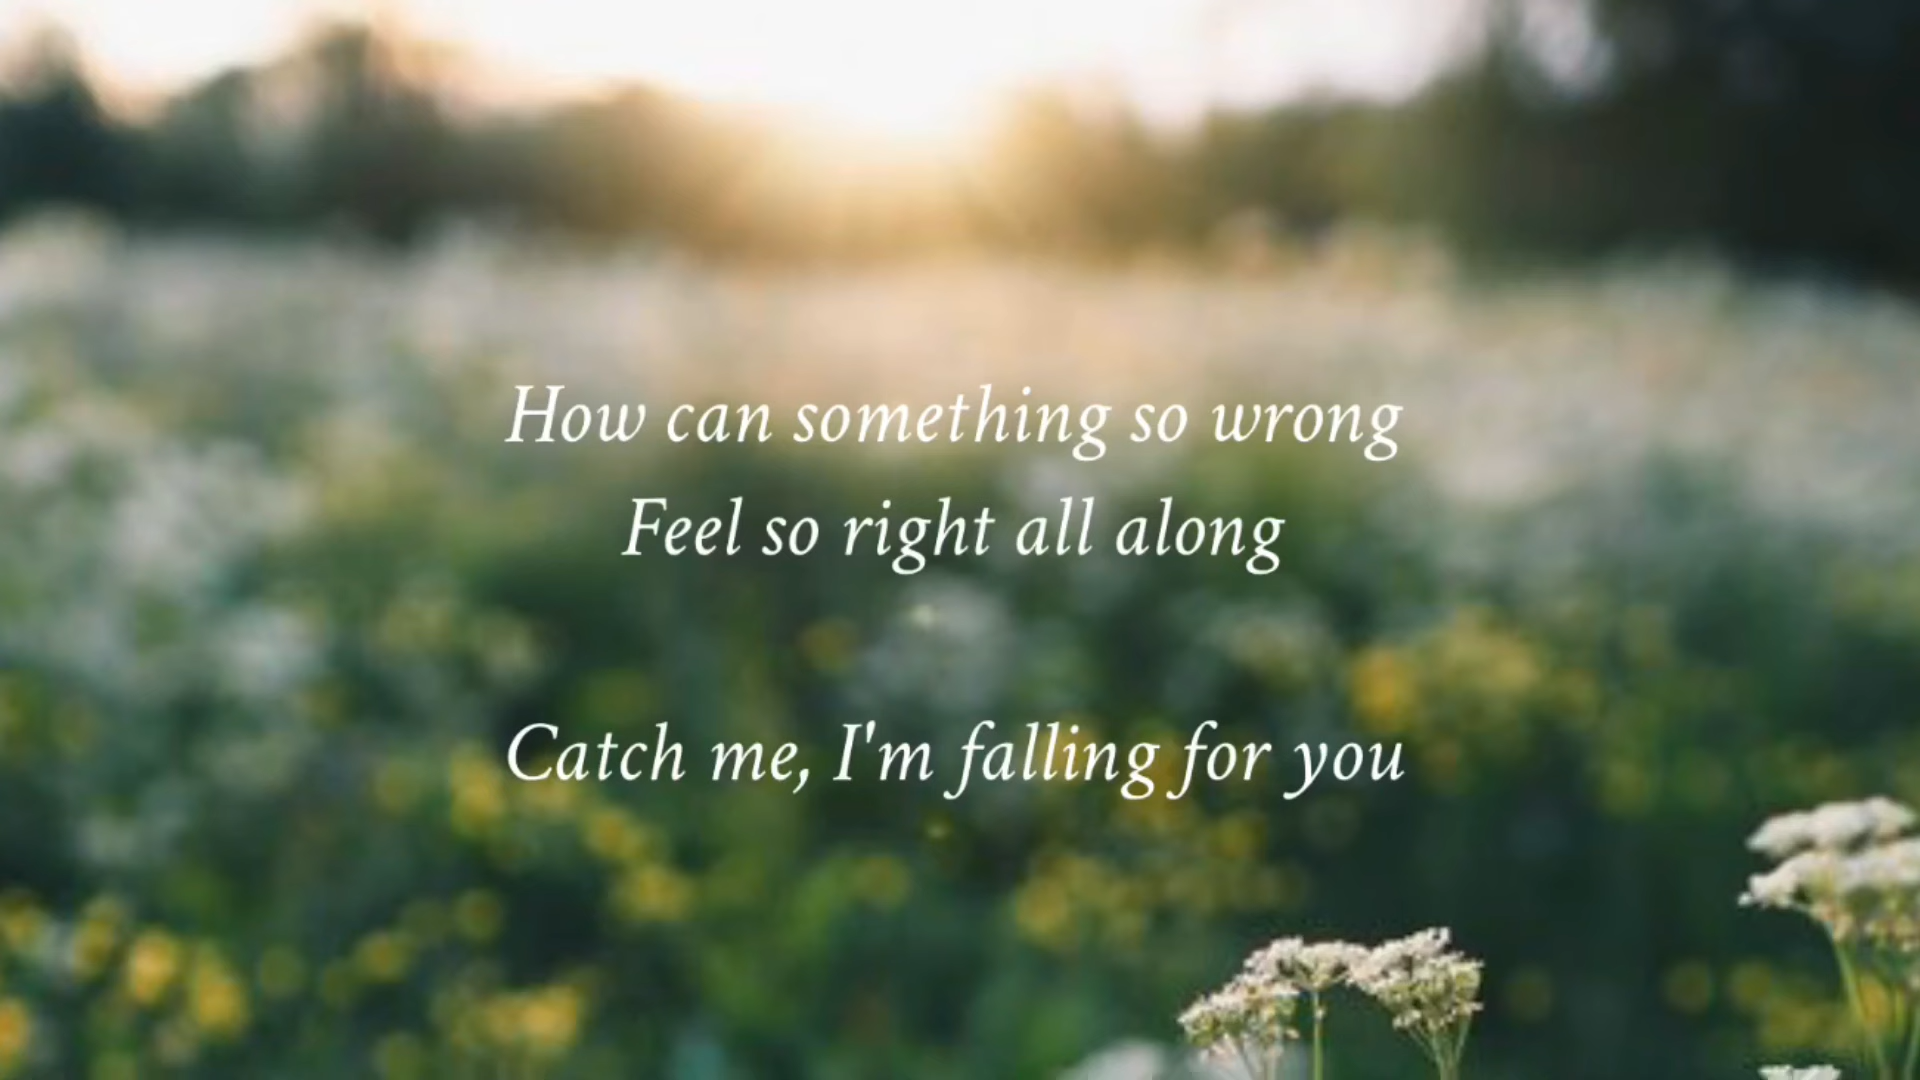 How can something so wrong
Feel so right all along
Catch me, I'm falling for you